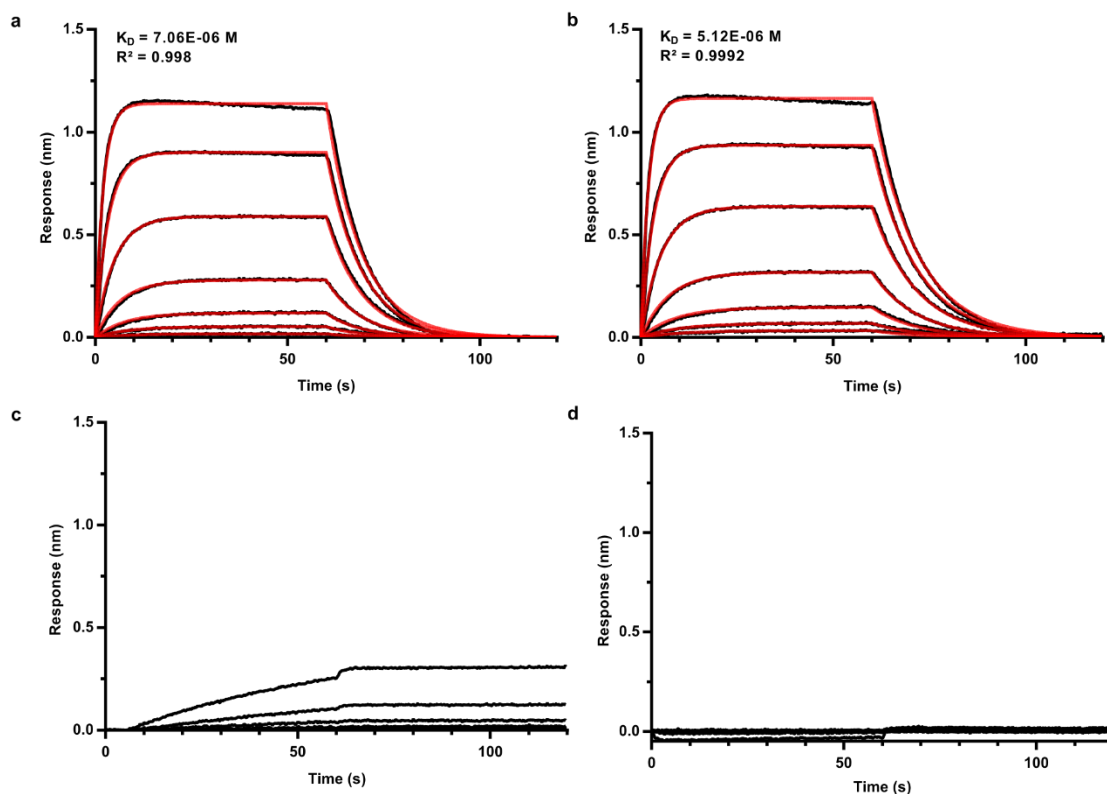 a
K_D = 7.06E-06 M
R² = 0.998
Response (nm)
1.5
1.0
0.5
0.0
0
50
100
Time (s)
b
K_D = 5.12E-06 M
R² = 0.9992
Response (nm)
1.5
1.0
0.5
0.0
0
50
100
Time (s)
c
Response (nm)
1.5
1.0
0.5
0.0
0
50
100
Time (s)
d
Response (nm)
1.5
1.0
0.5
0.0
0
50
100
Time (s)